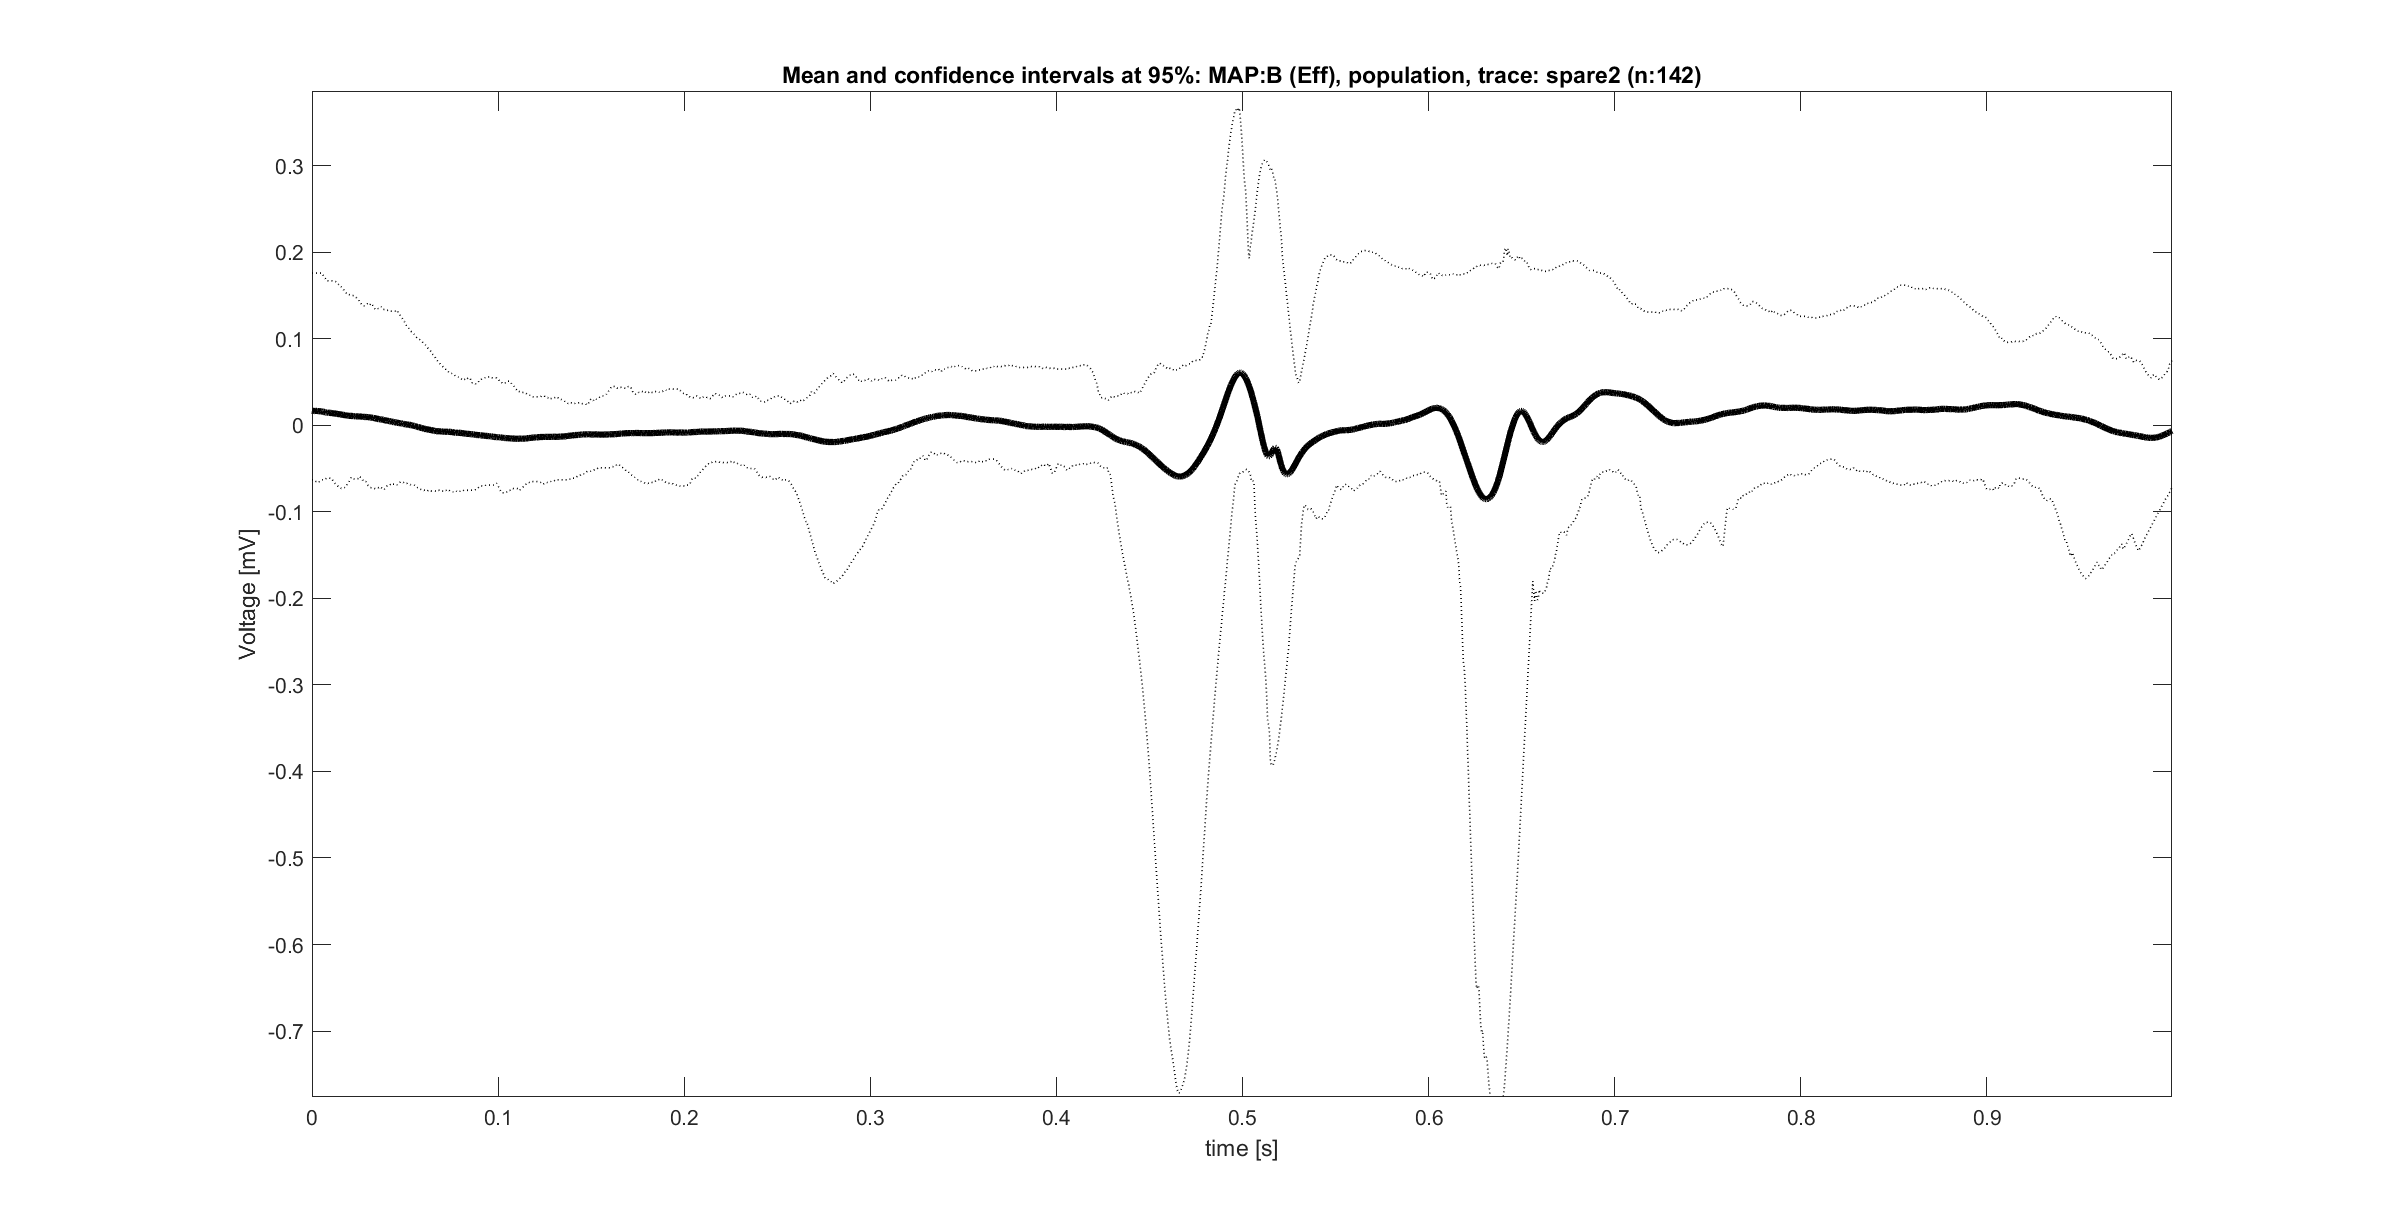 Mean and confidence intervals at 95%: MAP:B (Eff), population, trace: spare2 (n:142)
0.3
0.2
0.1
0
-0.1
-0.2
-0.3
-0.4
-0.5
-0.6
-0.7
Voltage [mV]
0 0.1 0.2 0.3 0.4 0.5 0.6 0.7 0.8 0.9
time [s]